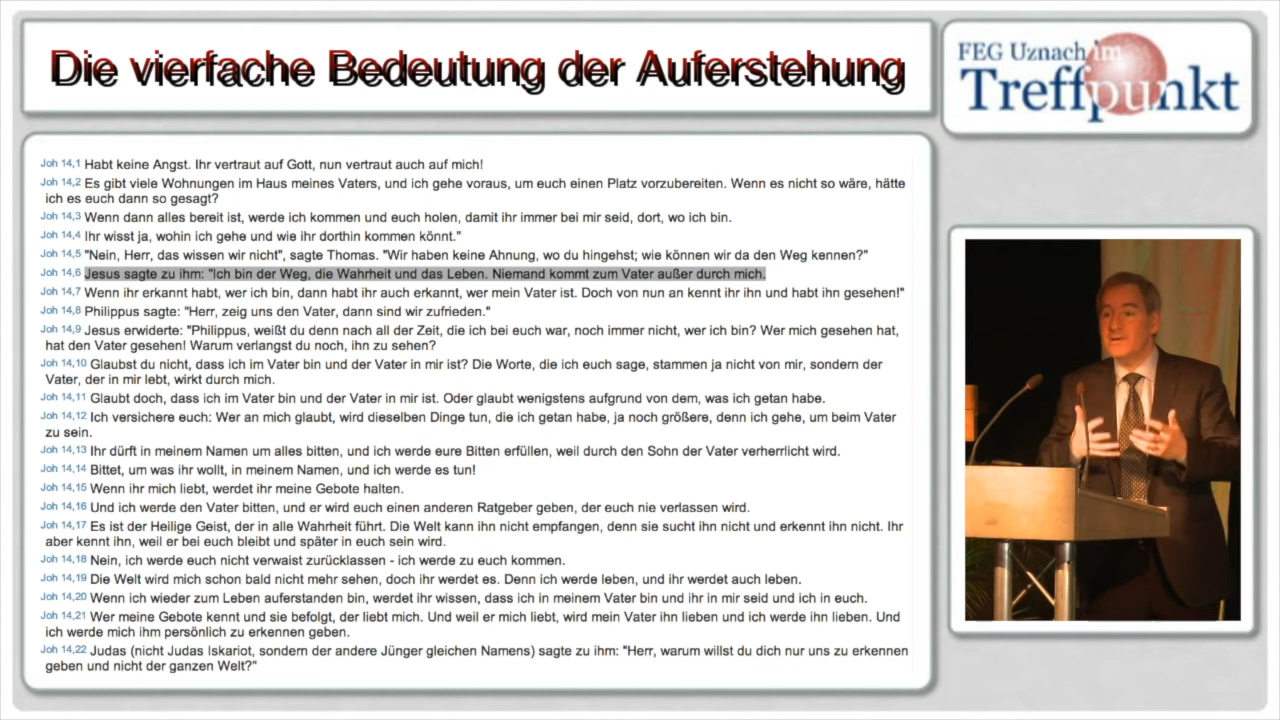 Die vierfache Bedeutung der Auferstehung
FEG Uznach im
Treffpunkt
Joh 14,1 Habt keine Angst. Ihr vertraut auf Gott, nun vertraut auch auf mich!
Joh 14,2 Es gibt viele Wohnungen im Haus meines Vaters, und ich gehe voraus, um euch einen Platz vorzubereiten. Wenn es nicht so wäre, hätte
ich es euch dann so gesagt?
Joh 14,3 Wenn dann alles bereit ist, werde ich kommen und euch holen, damit ihr immer bei mir seid, dort, wo ich bin.
Joh 14,4 Ihr wisst ja, wohin ich gehe und wie ihr dorthin kommen könnt."
Joh 14,5 "Nein, Herr, das wissen wir nicht", sagte Thomas. "Wir haben keine Ahnung, wo du hingehst; wie können wir da den Weg kennen?"
Joh 14,6 Jesus sagte zu ihm: "Ich bin der Weg, die Wahrheit und das Leben. Niemand kommt zum Vater außer durch mich.
Joh 14,7 Wenn ihr erkannt habt, wer ich bin, dann habt ihr auch erkannt, wer mein Vater ist. Doch von nun an kennt ihr ihn und habt ihn gesehen!"
Joh 14,8 Philippus sagte: "Herr, zeig uns den Vater, dann sind wir zufrieden."
Joh 14,9 Jesus erwiderte: "Philippus, weißt du denn nach all der Zeit, die ich bei euch war, noch immer nicht, wer ich bin? Wer mich gesehen hat,
hat den Vater gesehen! Warum verlangst du noch, ihn zu sehen?
Joh 14,10 Glaubst du nicht, dass ich im Vater bin und der Vater in mir ist? Die Worte, die ich euch sage, stammen ja nicht von mir, sondern der
Vater, der in mir lebt, wirkt durch mich.
Joh 14,11 Glaubt doch, dass ich im Vater bin und der Vater in mir ist. Oder glaubt wenigstens aufgrund von dem, was ich getan habe.
Joh 14,12 Ich versichere euch: Wer an mich glaubt, wird dieselben Dinge tun, die ich getan habe, ja noch größere, denn ich gehe, um beim Vater
zu sein.
Joh 14,13 Ihr dürft in meinem Namen um alles bitten, und ich werde eure Bitten erfüllen, weil durch den Sohn der Vater verherrlicht wird.
Joh 14,14 Bittet, um was ihr wollt, in meinem Namen, und ich werde es tun!
Joh 14,15 Wenn ihr mich liebt, werdet ihr meine Gebote halten.
Joh 14,16 Und ich werde den Vater bitten, und er wird euch einen anderen Ratgeber geben, der euch nie verlassen wird.
Joh 14,17 Es ist der Heilige Geist, der in alle Wahrheit führt. Die Welt kann ihn nicht empfangen, denn sie sucht ihn nicht und erkennt ihn nicht. Ihr
aber kennt ihn, weil er bei euch bleibt und später in euch sein wird.
Joh 14,18 Nein, ich werde euch nicht verwaist zurücklassen - ich werde zu euch kommen.
Joh 14,19 Die Welt wird mich schon bald nicht mehr sehen, doch ihr werdet es. Denn ich werde leben, und ihr werdet auch leben.
Joh 14,20 Wenn ich wieder zum Leben auferstanden bin, werdet ihr wissen, dass ich in meinem Vater bin und ihr in mir seid und ich in euch.
Joh 14,21 Wer meine Gebote kennt und sie befolgt, der liebt mich. Und weil er mich liebt, wird mein Vater ihn lieben und ich werde ihn lieben. Und
ich werde mich ihm persönlich zu erkennen geben.
Joh 14,22 Judas (nicht Judas Iskariot, sondern der andere Jünger gleichen Namens) sagte zu ihm: "Herr, warum willst du dich nur uns zu erkennen
geben und nicht der ganzen Welt?"